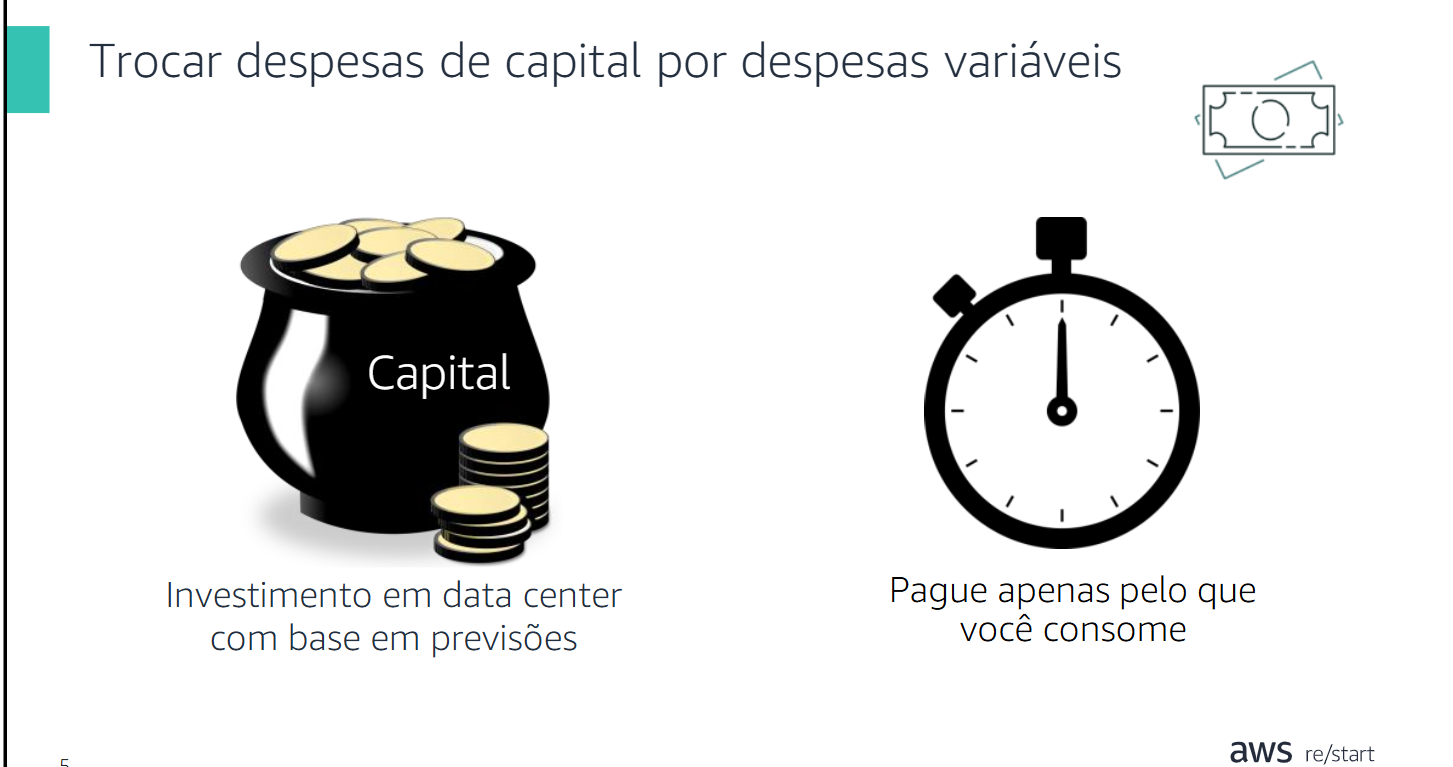 Trocar despesas de capital por despesas variáveis
Capital
Investimento em data center
com base em previsões
Pague apenas pelo que
você consome
5
aws re/start